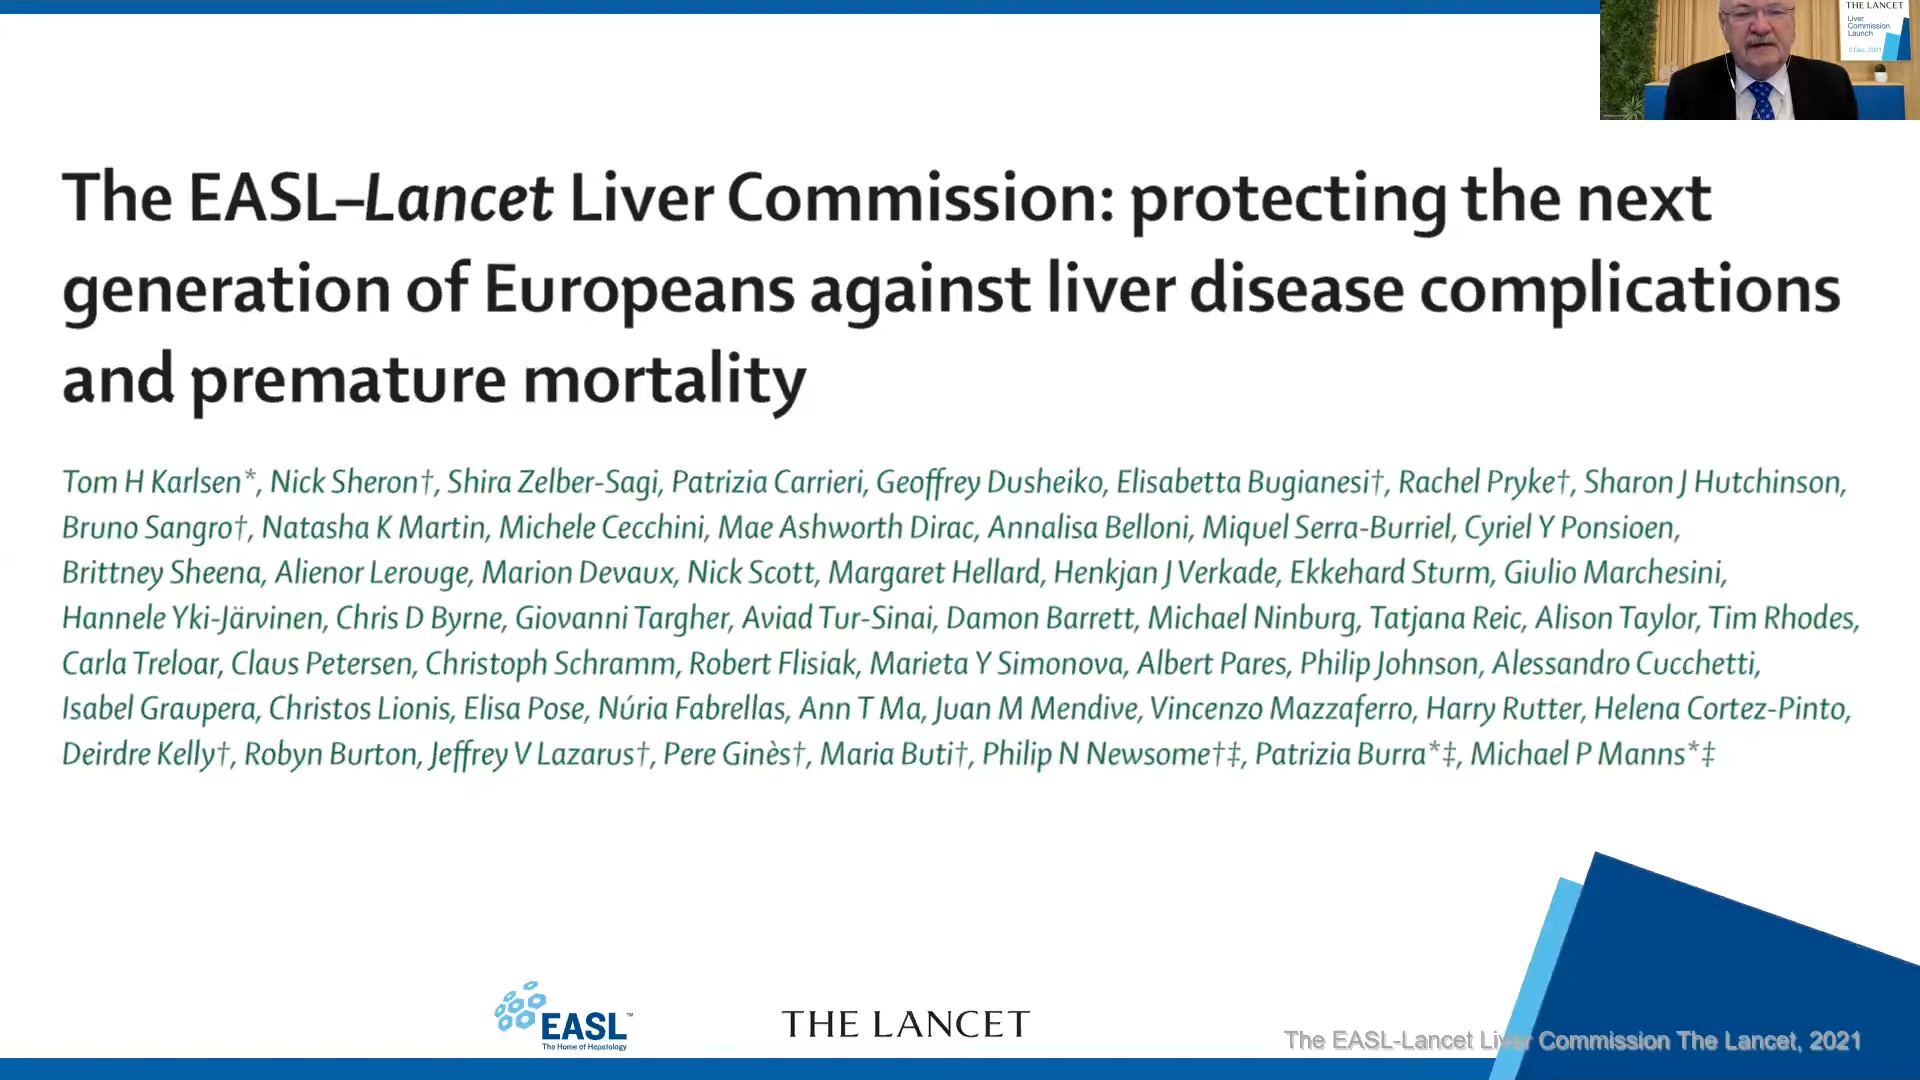 THE LANCET
Liver
Commission
Launch
2 Dec. 2021
The EASL–Lancet Liver Commission: protecting the next
generation of Europeans against liver disease complications
and premature mortality
Tom H Karlsen*, Nick Sheron†, Shira Zelber-Sagi, Patrizia Carrieri, Geoffrey Dusheiko, Elisabetta Bugianesi†, Rachel Pryke†, Sharon J Hutchinson,
Bruno Sangro†, Natasha K Martin, Michele Cecchini, Mae Ashworth Dirac, Annalisa Belloni, Miquel Serra-Burriel, Cyriel Y Ponsioen,
Brittney Sheena, Alienor Lerouge, Marion Devaux, Nick Scott, Margaret Hellard, Henkjan J Verkade, Ekkehard Sturm, Giulio Marchesini,
Hannele Yki-Järvinen, Chris D Byrne, Giovanni Targher, Aviad Tur-Sinai, Damon Barrett, Michael Ninburg, Tatjana Reic, Alison Taylor, Tim Rhodes,
Carla Treloar, Claus Petersen, Christoph Schramm, Robert Flisiak, Marieta Y Simonova, Albert Pares, Philip Johnson, Alessandro Cucchetti,
Isabel Graupera, Christos Lionis, Elisa Pose, Núria Fabrellas, Ann T Ma, Juan M Mendive, Vincenzo Mazzaferro, Harry Rutter, Helena Cortez-Pinto,
Deirdre Kelly†, Robyn Burton, Jeffrey V Lazarus†, Pere Ginès†, Maria Buti†, Philip N Newsome†‡, Patrizia Burra*‡, Michael P Manns*‡
EASL™
The Home of Hepatology
THE LANCET
The EASL-Lancet Liver Commission The Lancet, 2021